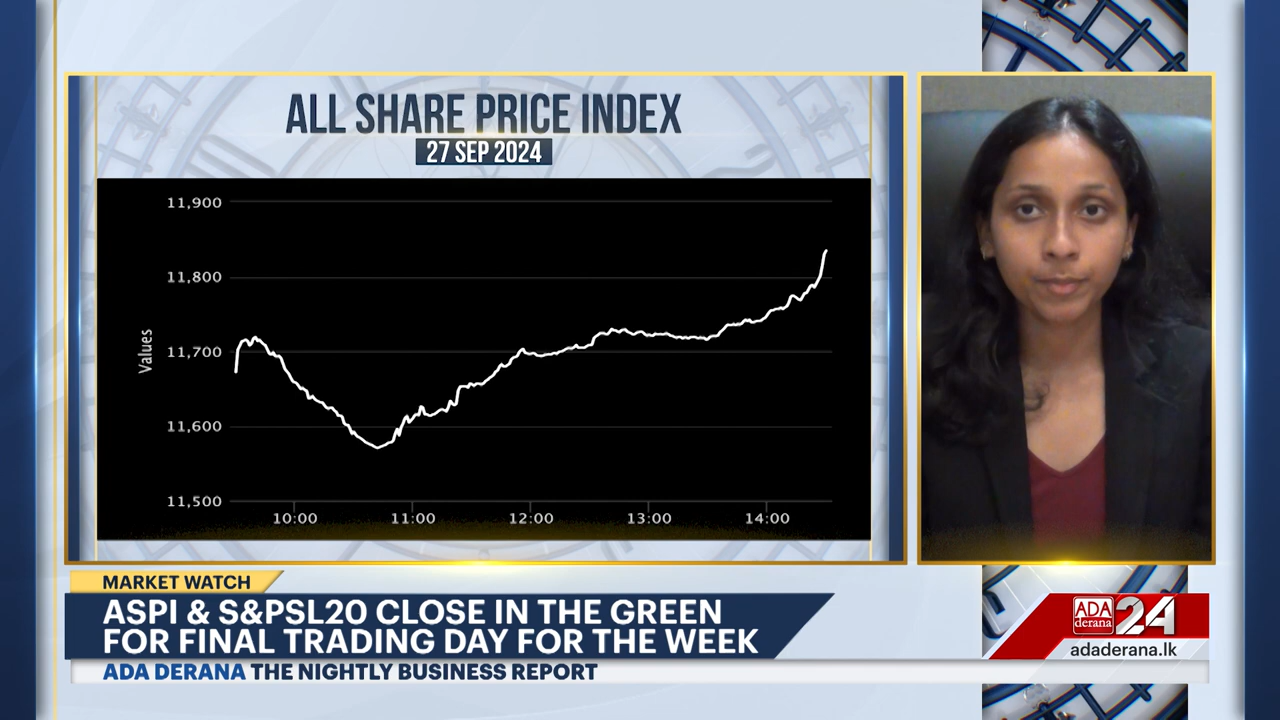 ALL SHARE PRICE INDEX
27 SEP 2024
11,900
11,800
11,700
11,600
11,500
Values
10:00 11:00 12:00 13:00 14:00
MARKET WATCH
ASPI & S&PSL20 CLOSE IN THE GREEN
FOR FINAL TRADING DAY FOR THE WEEK
ADA DERANA THE NIGHTLY BUSINESS REPORT
ADA
derana 24
adaderana.lk